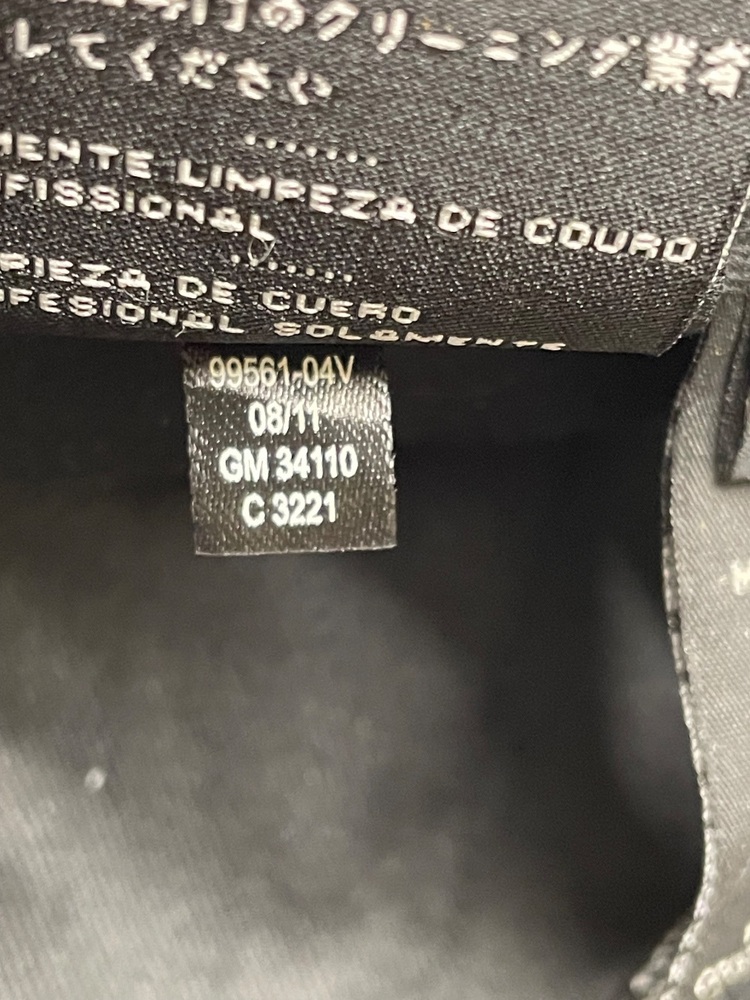 門のクリーニング業者
してください
........
MENTE LIMPEZA DE COURO
FISSIONAL
........
PIEZA DE CUERO
FESIONAL SOLAMENTE
99561-04V
08/11
GM 34110
C 3221